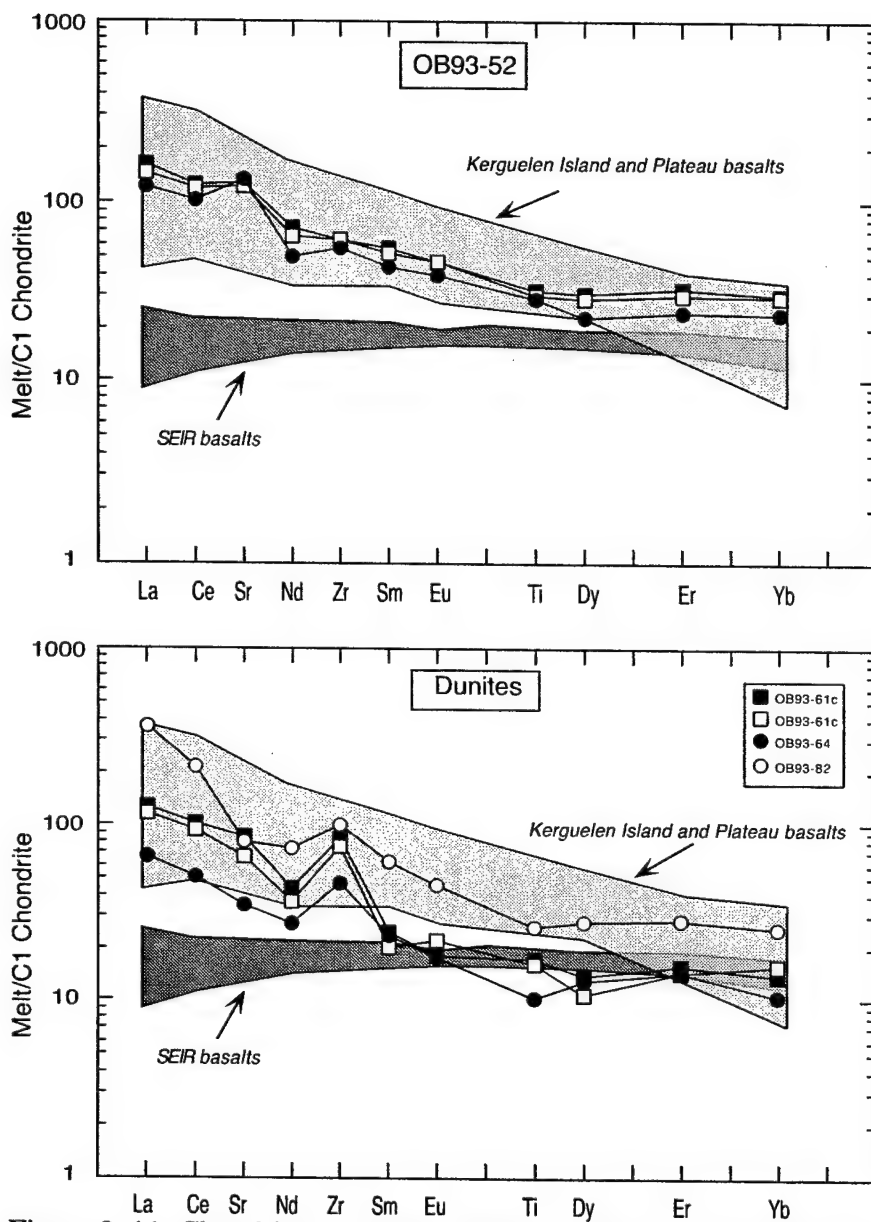 1000
OB93-52
Kerguelen Island and Plateau basalts
100
Melt/C1 Chondrite
10
SEIR basalts
1
La Ce Sr Nd Zr Sm Eu Ti Dy Er Yb
1000
Dunites
OB93-61c
OB93-61c
OB93-64
OB93-82
100
Kerguelen Island and Plateau basalts
Melt/C1 Chondrite
10
SEIR basalts
1
La Ce Sr Nd Zr Sm Eu Ti Dy Er Yb